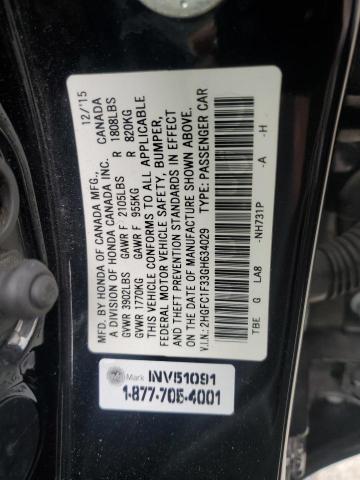 MFD. BY HONDA OF CANADA MFG., 12/15
A DIVISION OF HONDA CANADA INC. CANADA
GVWR 3902LBS GAWR F 2105LBS R 1808LBS
GVWR 1770KG GAWR F 955KG R 820KG
THIS VEHICLE CONFORMS TO ALL APPLICABLE
FEDERAL MOTOR VEHICLE SAFETY, BUMPER,
AND THEFT PREVENTION STANDARDS IN EFFECT
ON THE DATE OF MANUFACTURE SHOWN ABOVE.
V.I.N.: 2HGFC1F33GH634029 TYPE: PASSENGER CAR
TBE G LA8 -NH731P -A -H
Mark INV51091
1-877-705-4001